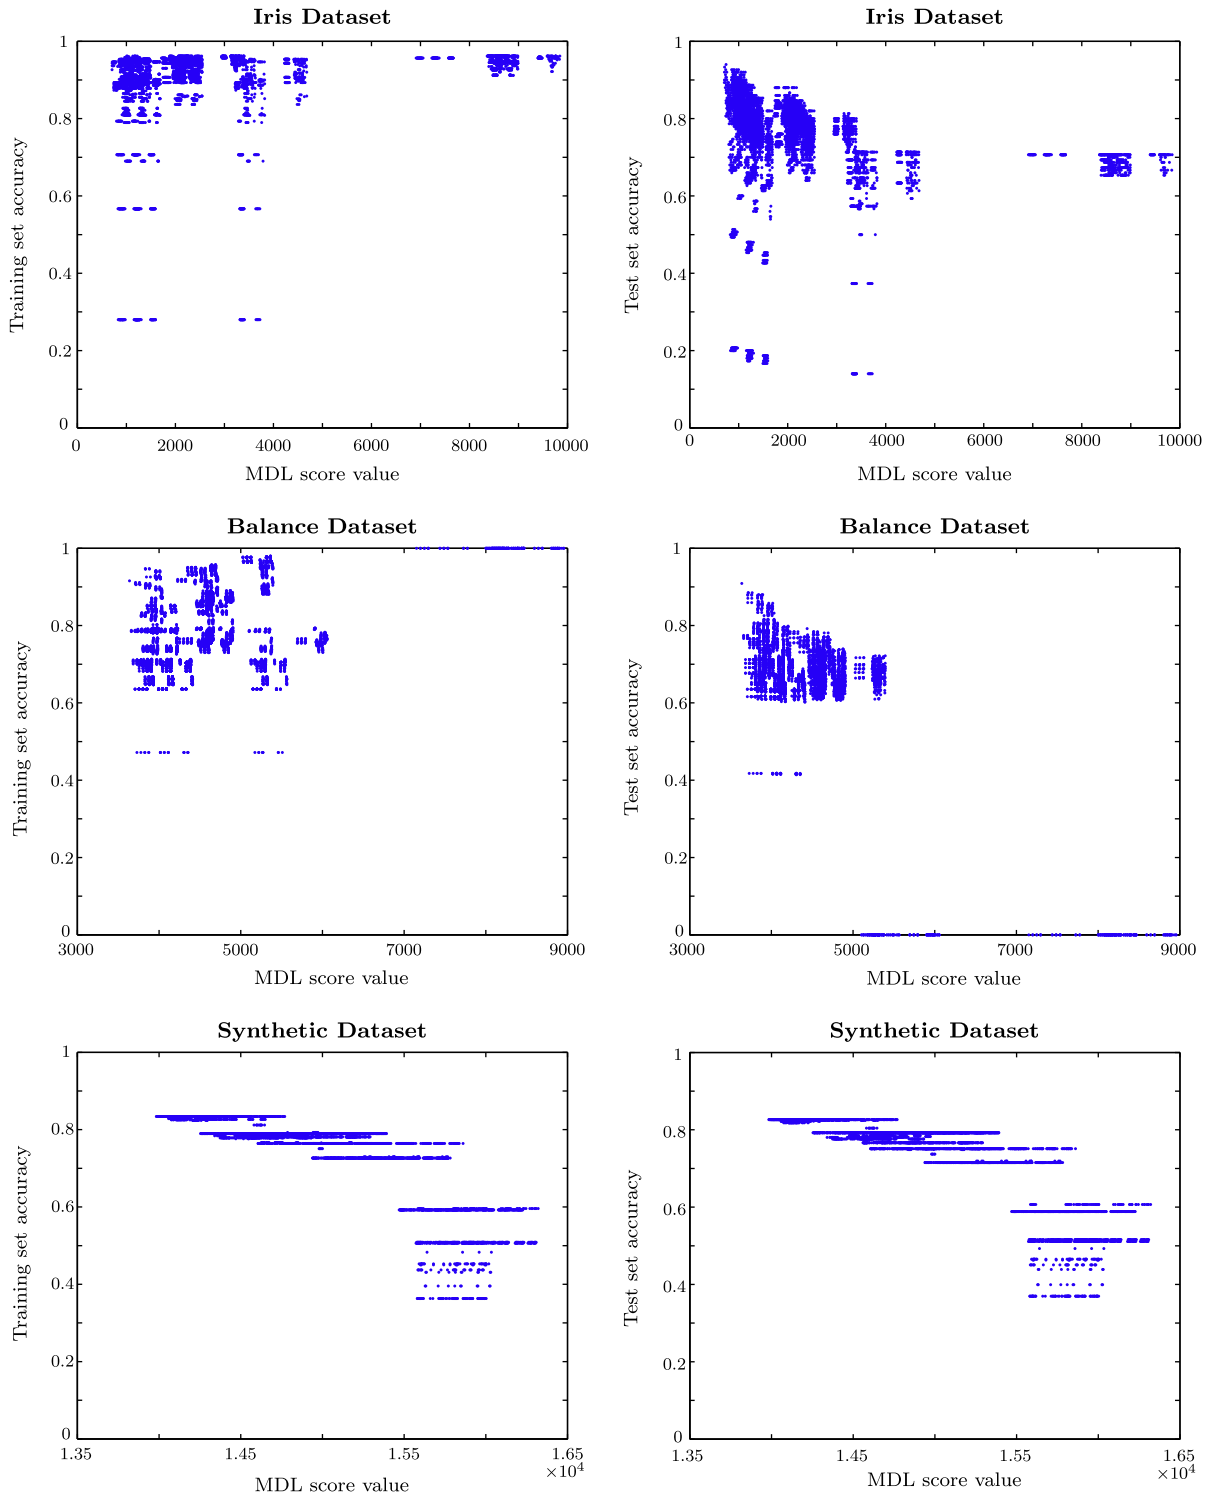 Iris Dataset
1
0.8
0.6
0.4
0.2
0
0 2000 4000 6000 8000 10000
Training set accuracy
MDL score value
Iris Dataset
1
0.8
0.6
0.4
0.2
0
0 2000 4000 6000 8000 10000
Test set accuracy
MDL score value
Balance Dataset
1
0.8
0.6
0.4
0.2
0
3000 5000 7000 9000
Training set accuracy
MDL score value
Balance Dataset
1
0.8
0.6
0.4
0.2
0
3000 5000 7000 9000
Test set accuracy
MDL score value
Synthetic Dataset
1
0.8
0.6
0.4
0.2
0
1.35 1.45 1.55 1.65
×10⁴
Training set accuracy
MDL score value
Synthetic Dataset
1
0.8
0.6
0.4
0.2
0
1.35 1.45 1.55 1.65
×10⁴
Test set accuracy
MDL score value